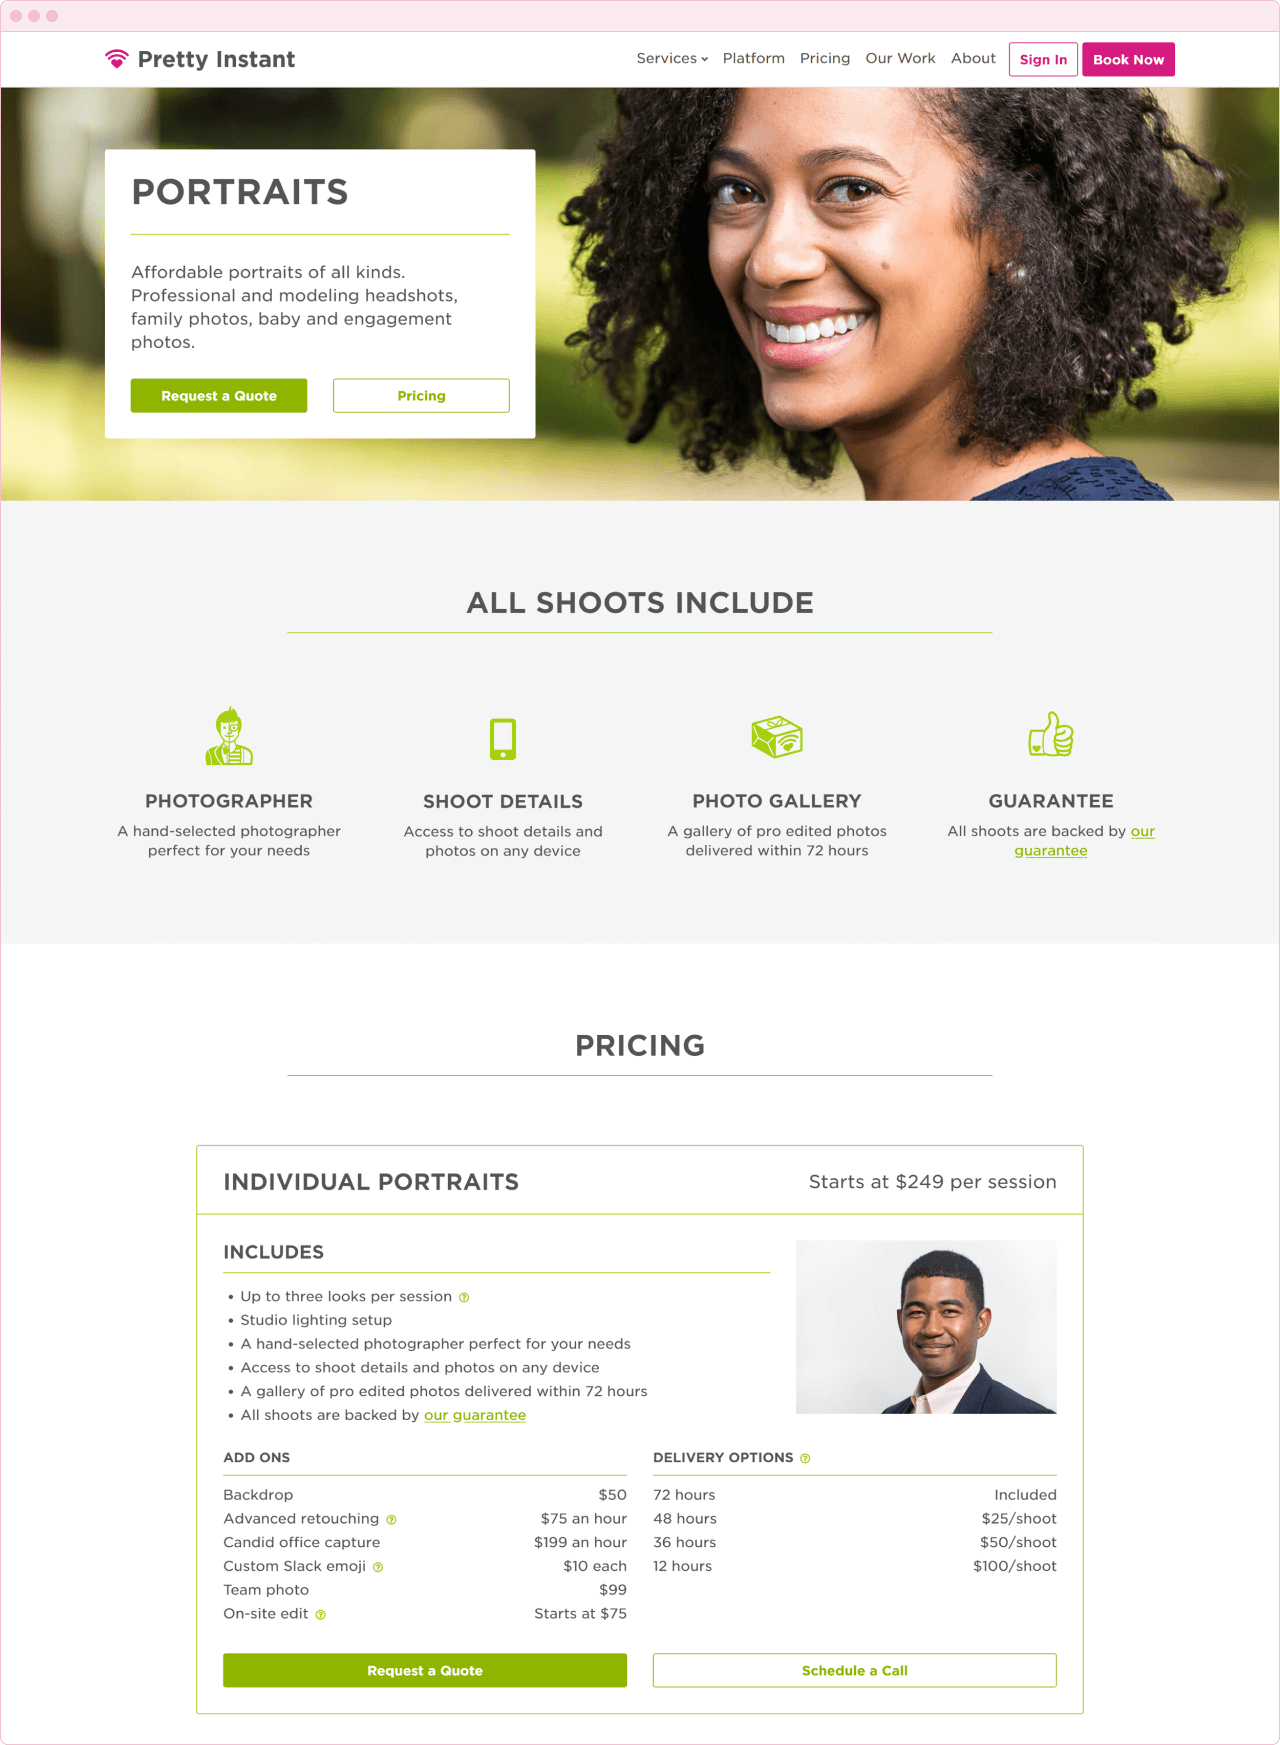 Pretty Instant
Services
Platform
Pricing
Our Work
About
Sign In
Book Now
PORTRAITS
Affordable portraits of all kinds.
Professional and modeling headshots,
family photos, baby and engagement
photos.
Request a Quote
Pricing
ALL SHOOTS INCLUDE
PHOTOGRAPHER
A hand-selected photographer
perfect for your needs
SHOOT DETAILS
Access to shoot details and
photos on any device
PHOTO GALLERY
A gallery of pro edited photos
delivered within 72 hours
GUARANTEE
All shoots are backed by our
guarantee
PRICING
INDIVIDUAL PORTRAITS
Starts at $249 per session
INCLUDES
• Up to three looks per session ?
• Studio lighting setup
• A hand-selected photographer perfect for your needs
• Access to shoot details and photos on any device
• A gallery of pro edited photos delivered within 72 hours
• All shoots are backed by our guarantee
ADD ONS
Backdrop $50
Advanced retouching ? $75 an hour
Candid office capture $199 an hour
Custom Slack emoji ? $10 each
Team photo $99
On-site edit ? Starts at $75
DELIVERY OPTIONS ?
72 hours Included
48 hours $25/shoot
36 hours $50/shoot
12 hours $100/shoot
Request a Quote
Schedule a Call